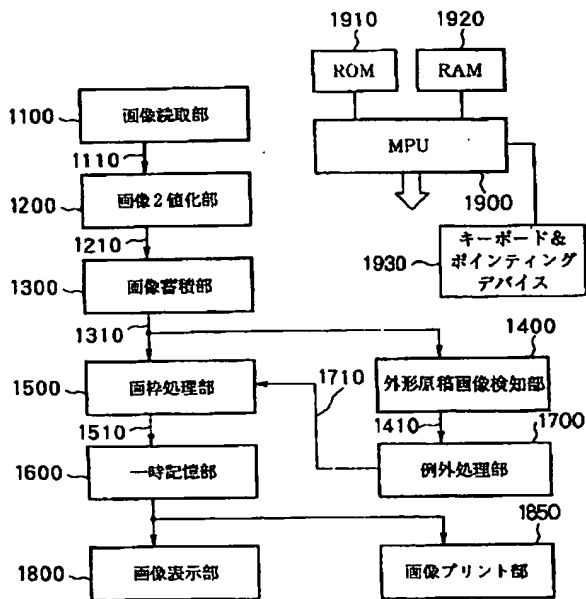 1910
1920
ROM
RAM
1100
画像読取部
1110
MPU
1200
画像2値化部
1900
1210
キーボード&
ポインティング
デバイス
1930
1300
画像蓄積部
1310
1400
1500
画枠処理部
1710
外形原稿画像検知部
1510
1410
1700
1600
一時記憶部
例外処理部
1850
1800
画像表示部
画像プリント部